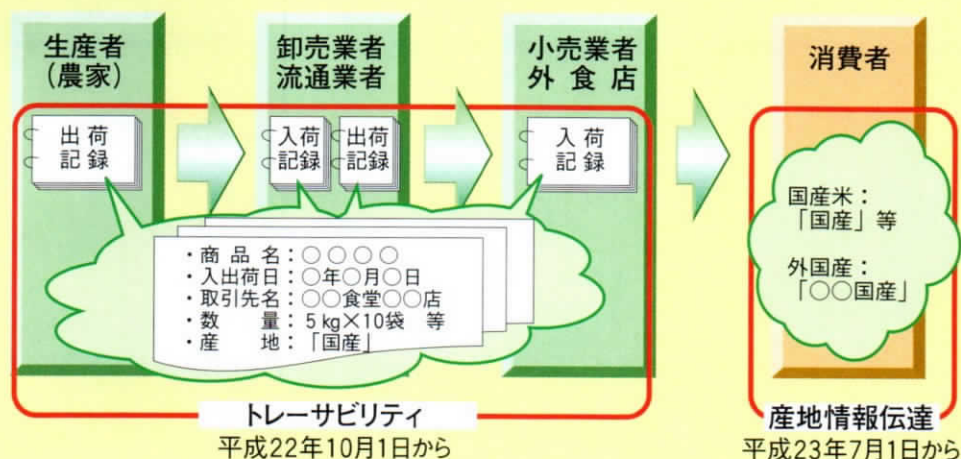 生産者
(農家)
卸売業者
流通業者
小売業者
外食店
消費者
出荷
記録
入荷
記録
出荷
記録
入荷
記録
・商品名：○○○○
・入出荷日：○年○月○日
・取引先名：○○食堂○○店
・数　量：5kg×10袋　等
・産　地：「国産」
国産米：
「国産」等
外国産：
「○○国産」
トレーサビリティ
平成22年10月1日から
産地情報伝達
平成23年7月1日から